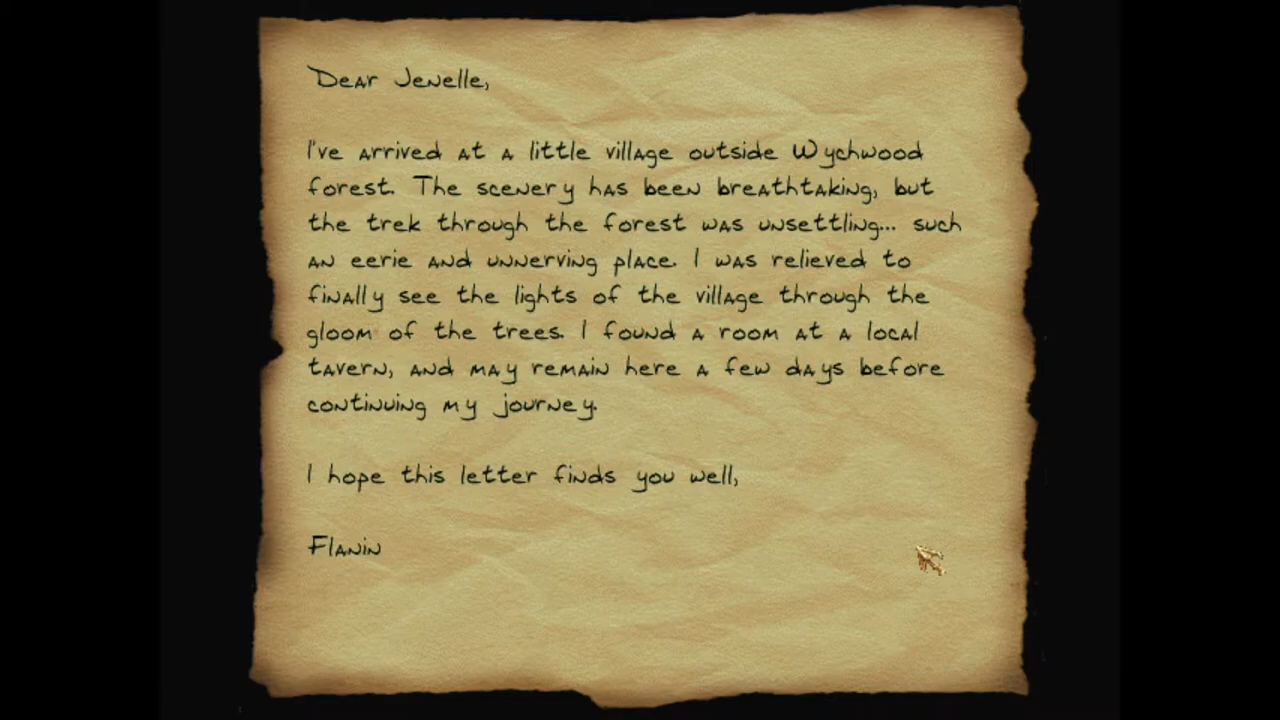 Dear Jenelle,
I've arrived at a little village outside Wychwood
forest. The scenery has been breathtaking, but
the trek through the forest was unsettling... such
an eerie and unnerving place. I was relieved to
finally see the lights of the village through the
gloom of the trees. I found a room at a local
tavern, and may remain here a few days before
continuing my journey.
I hope this letter finds you well,
Flanin